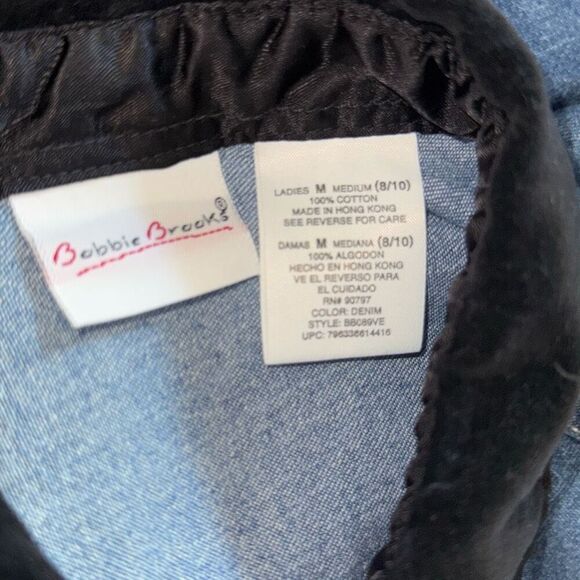 Bobbie Brooks®
LADIES M MEDIUM (8/10)
100% COTTON
MADE IN HONG KONG
SEE REVERSE FOR CARE
DAMAS M MEDIANA (8/10)
100% ALGODON
HECHO EN HONG KONG
VE EL REVERSO PARA
EL CUIDADO
RN# 90797
COLOR: DENIM
STYLE: BB089VE
UPC: 796336614416